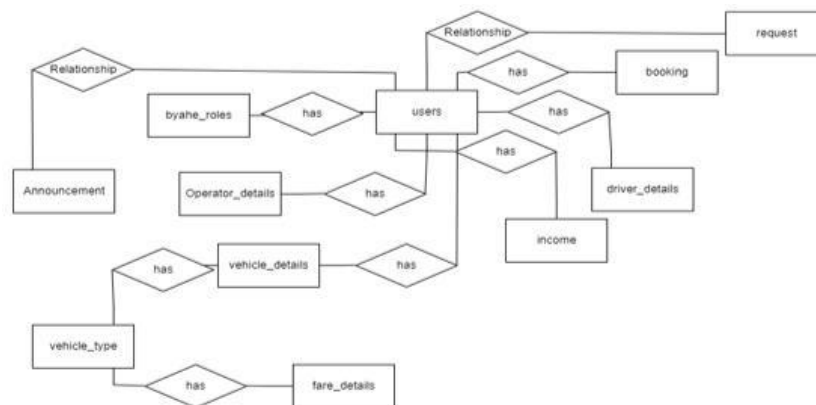 Relationship
request
Relationship
has
booking
byahe_roles
has
users
has
has
Announcement
Operator_details
has
driver_details
income
has
vehicle_details
has
vehicle_type
has
fare_details